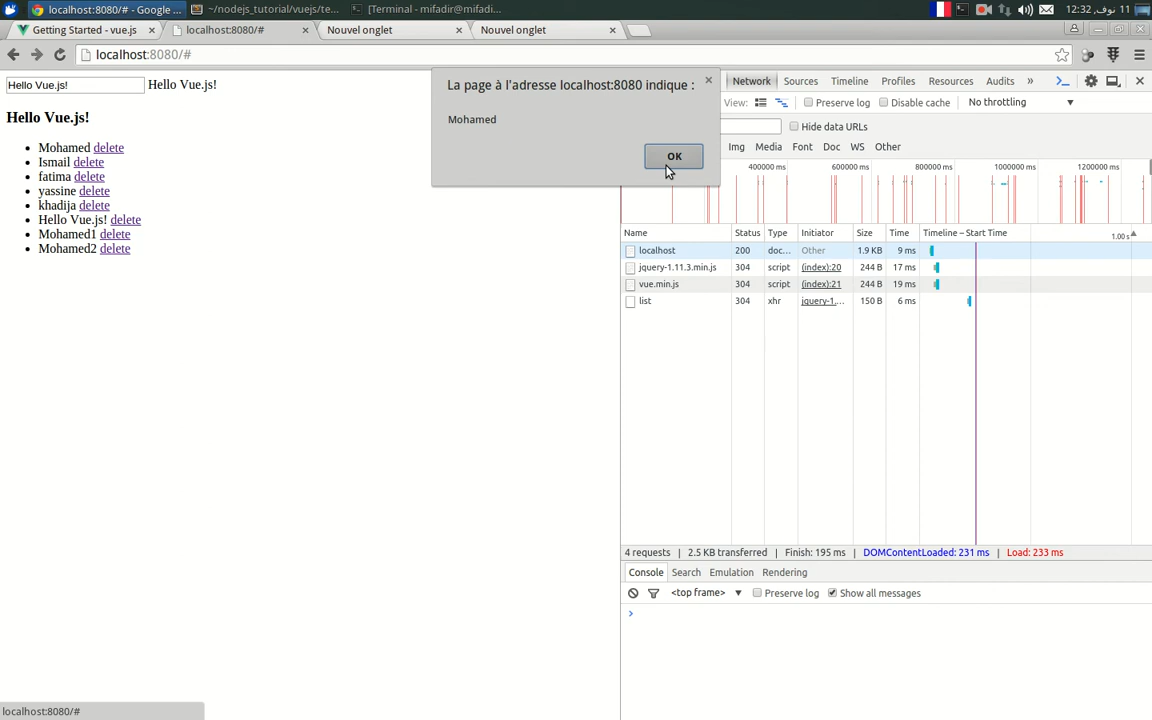 localhost:8080/# - Google ...
~/nodejs_tutorial/vuejs/te...
[Terminal - mifadir@mifadi...
11 نوف, 12:32
Getting Started - vue.js
localhost:8080/#
Nouvel onglet
Nouvel onglet
localhost:8080/#
Hello Vue.js! Hello Vue.js!
Hello Vue.js!
Mohamed delete
Ismail delete
fatima delete
yassine delete
khadija delete
Hello Vue.js! delete
Mohamed1 delete
Mohamed2 delete
La page à l'adresse localhost:8080 indique :
Mohamed
OK
Network Sources Timeline Profiles Resources Audits »
View: Preserve log Disable cache No throttling
Hide data URLs
Img Media Font Doc WS Other
400000 ms 600000 ms 800000 ms 1000000 ms 1200000 ms
Name Status Type Initiator Size Time Timeline – Start Time 1.00 s
localhost 200 doc... Other 1.9 KB 9 ms
jquery-1.11.3.min.js 304 script (index):20 244 B 17 ms
vue.min.js 304 script (index):21 244 B 19 ms
list 304 xhr jquery-1.... 150 B 6 ms
4 requests | 2.5 KB transferred | Finish: 195 ms | DOMContentLoaded: 231 ms | Load: 233 ms
Console Search Emulation Rendering
<top frame> Preserve log Show all messages
>
localhost:8080/#